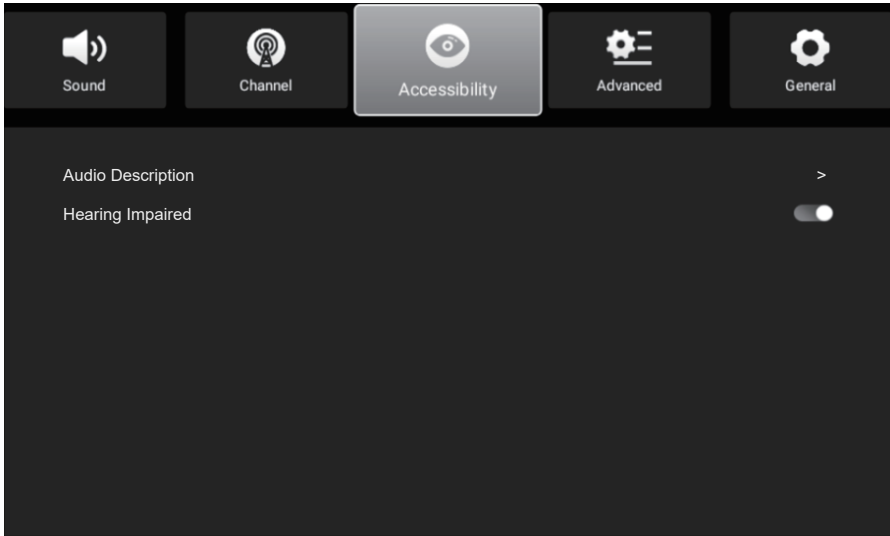 Sound
Channel
Accessibility
Advanced
General
Audio Description >
Hearing Impaired